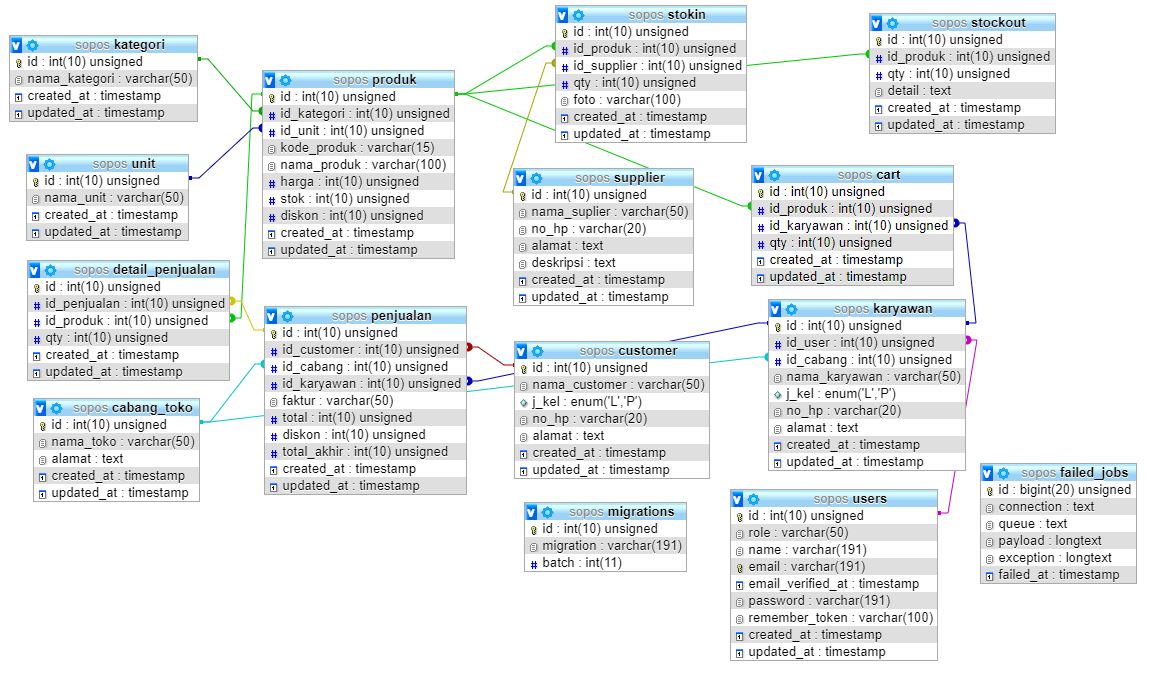 sopos kategori
id : int(10) unsigned
nama_kategori : varchar(50)
created_at : timestamp
updated_at : timestamp
sopos unit
id : int(10) unsigned
nama_unit : varchar(50)
created_at : timestamp
updated_at : timestamp
sopos detail_penjualan
id : int(10) unsigned
id_penjualan : int(10) unsigned
id_produk : int(10) unsigned
qty : int(10) unsigned
created_at : timestamp
updated_at : timestamp
sopos cabang_toko
id : int(10) unsigned
nama_toko : varchar(50)
alamat : text
created_at : timestamp
updated_at : timestamp
sopos produk
id : int(10) unsigned
id_kategori : int(10) unsigned
id_unit : int(10) unsigned
kode_produk : varchar(15)
nama_produk : varchar(100)
harga : int(10) unsigned
stok : int(10) unsigned
diskon : int(10) unsigned
created_at : timestamp
updated_at : timestamp
sopos penjualan
id : int(10) unsigned
id_customer : int(10) unsigned
id_cabang : int(10) unsigned
id_karyawan : int(10) unsigned
faktur : varchar(50)
total : int(10) unsigned
diskon : int(10) unsigned
total_akhir : int(10) unsigned
created_at : timestamp
updated_at : timestamp
sopos stokin
id : int(10) unsigned
id_produk : int(10) unsigned
id_supplier : int(10) unsigned
qty : int(10) unsigned
foto : varchar(100)
created_at : timestamp
updated_at : timestamp
sopos supplier
id : int(10) unsigned
nama_suplier : varchar(50)
no_hp : varchar(20)
alamat : text
deskripsi : text
created_at : timestamp
updated_at : timestamp
sopos customer
id : int(10) unsigned
nama_customer : varchar(50)
j_kel : enum('L','P')
no_hp : varchar(20)
alamat : text
created_at : timestamp
updated_at : timestamp
sopos migrations
id : int(10) unsigned
migration : varchar(191)
batch : int(11)
sopos stockout
id : int(10) unsigned
id_produk : int(10) unsigned
qty : int(10) unsigned
detail : text
created_at : timestamp
updated_at : timestamp
sopos cart
id : int(10) unsigned
id_produk : int(10) unsigned
id_karyawan : int(10) unsigned
qty : int(10) unsigned
created_at : timestamp
updated_at : timestamp
sopos karyawan
id : int(10) unsigned
id_user : int(10) unsigned
id_cabang : int(10) unsigned
nama_karyawan : varchar(50)
j_kel : enum('L','P')
no_hp : varchar(20)
alamat : text
created_at : timestamp
updated_at : timestamp
sopos users
id : int(10) unsigned
role : varchar(50)
name : varchar(191)
email : varchar(191)
email_verified_at : timestamp
password : varchar(191)
remember_token : varchar(100)
created_at : timestamp
updated_at : timestamp
sopos failed_jobs
id : bigint(20) unsigned
connection : text
queue : text
payload : longtext
exception : longtext
failed_at : timestamp